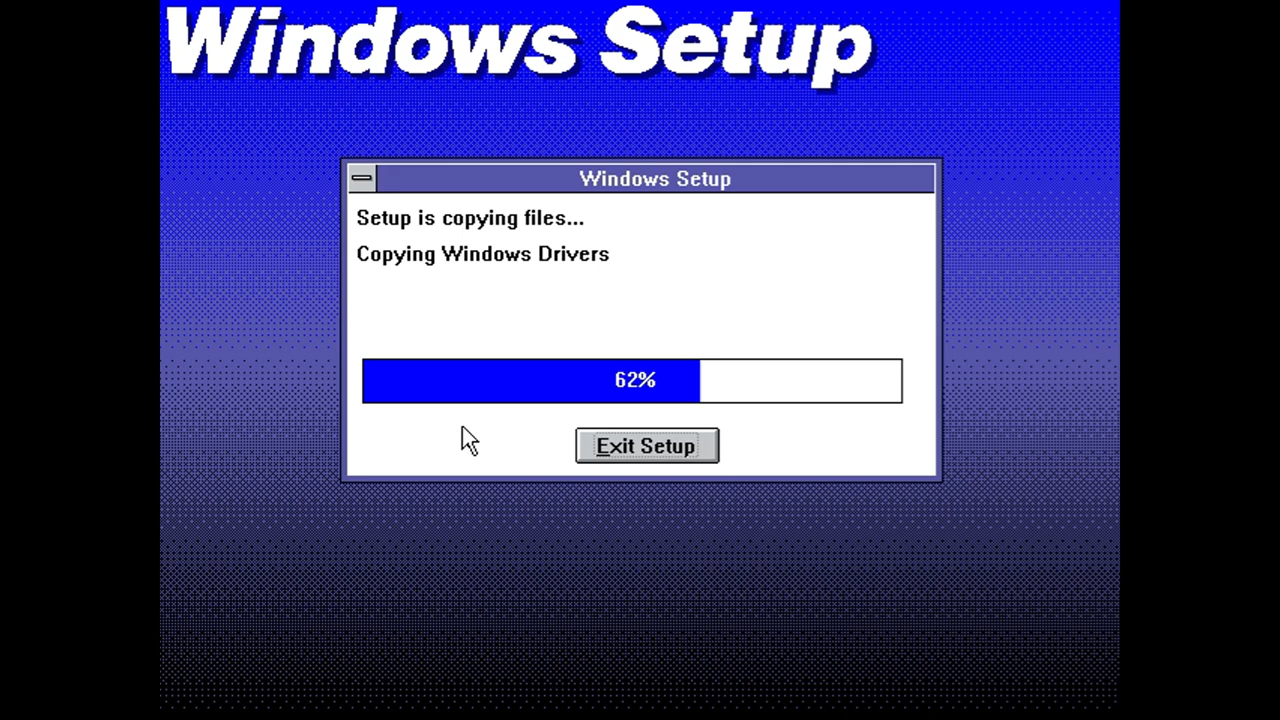 Windows Setup
Windows Setup
Setup is copying files...
Copying Windows Drivers
62%
Exit Setup